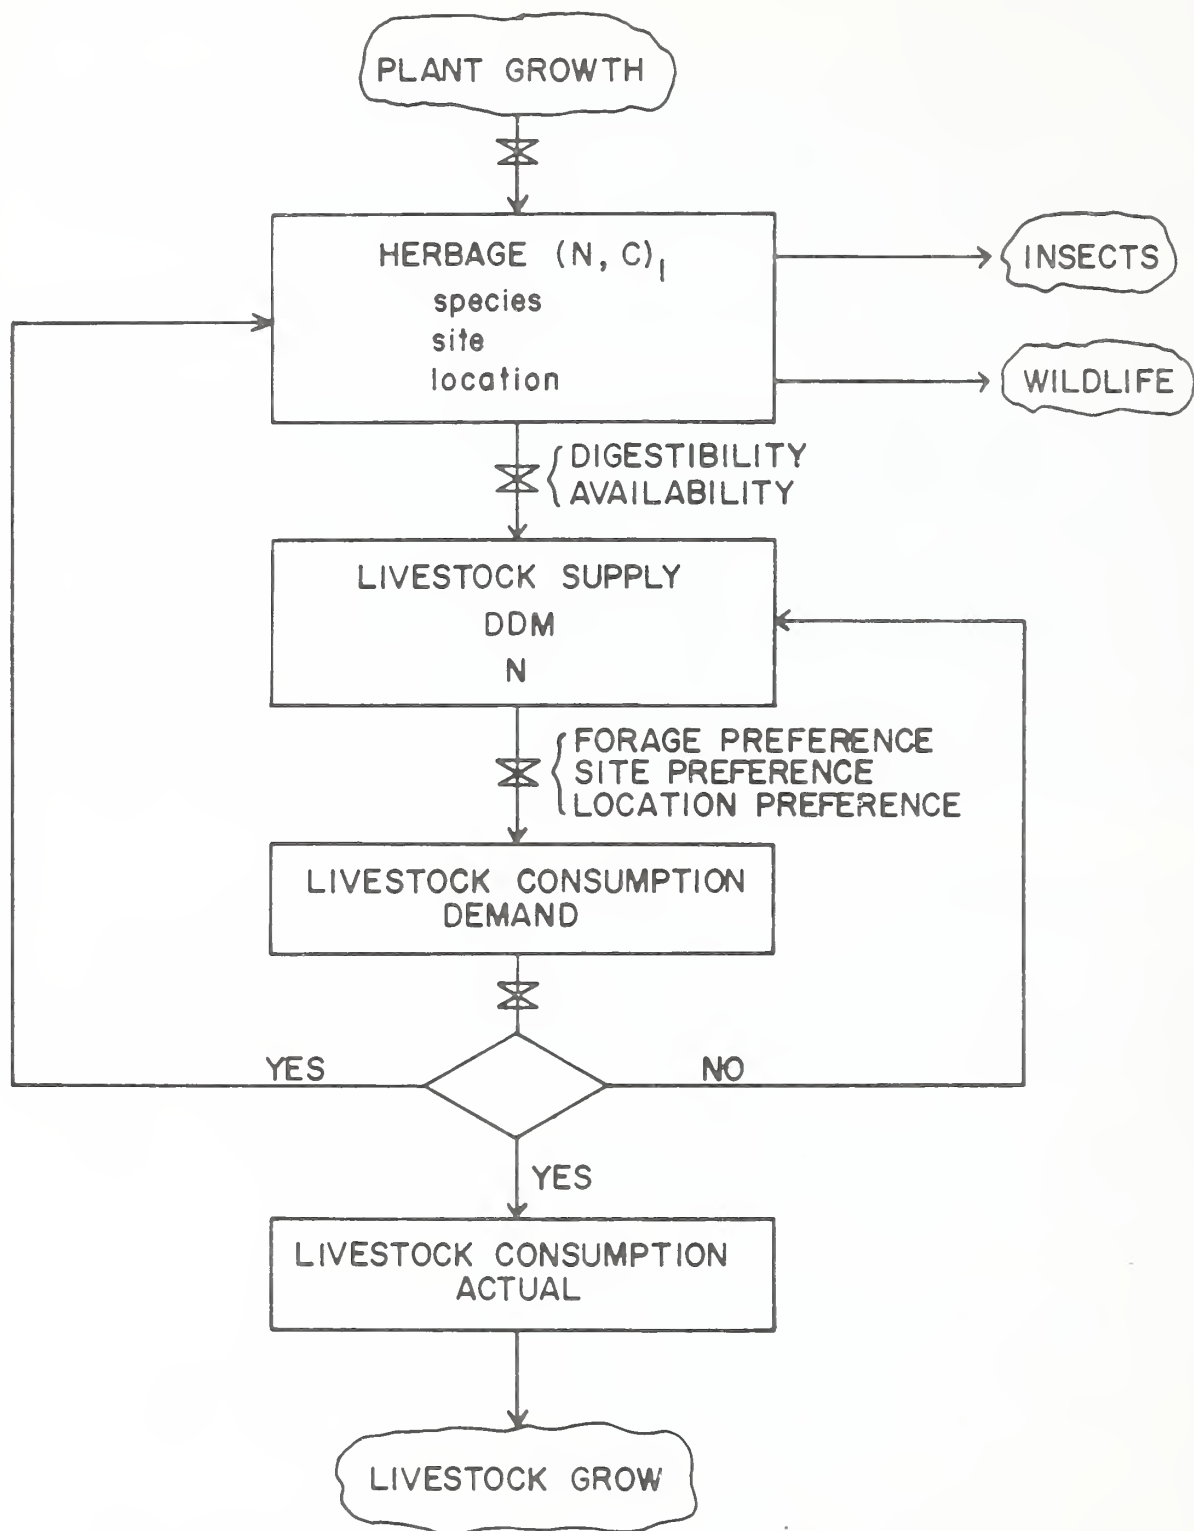 PLANT GROWTH
HERBAGE (N, C)₁
species
site
location
INSECTS
WILDLIFE
DIGESTIBILITY
AVAILABILITY
LIVESTOCK SUPPLY
DDM
N
FORAGE PREFERENCE
SITE PREFERENCE
LOCATION PREFERENCE
LIVESTOCK CONSUMPTION
DEMAND
YES
NO
YES
LIVESTOCK CONSUMPTION
ACTUAL
LIVESTOCK GROW